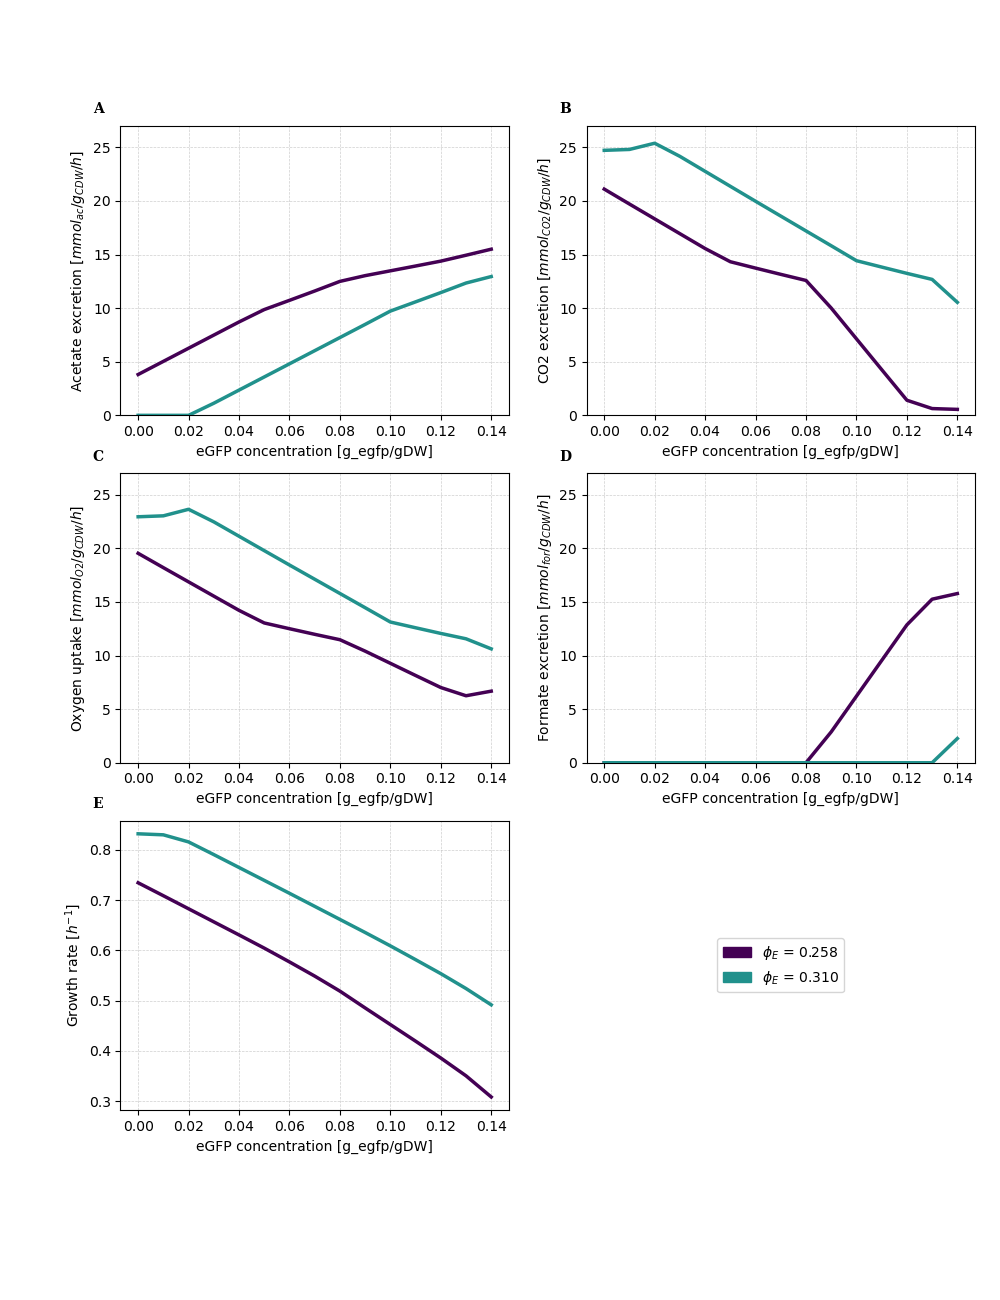 A
B
Acetate excretion [mmol_ac/g_CDW/h]
25
20
15
10
5
0
0.00 0.02 0.04 0.06 0.08 0.10 0.12 0.14
eGFP concentration [g_egfp/gDW]
CO2 excretion [mmol_CO2/g_CDW/h]
25
20
15
10
5
0
0.00 0.02 0.04 0.06 0.08 0.10 0.12 0.14
eGFP concentration [g_egfp/gDW]
C
D
Oxygen uptake [mmol_O2/g_CDW/h]
25
20
15
10
5
0
0.00 0.02 0.04 0.06 0.08 0.10 0.12 0.14
eGFP concentration [g_egfp/gDW]
Formate excretion [mmol_for/g_CDW/h]
25
20
15
10
5
0
0.00 0.02 0.04 0.06 0.08 0.10 0.12 0.14
eGFP concentration [g_egfp/gDW]
E
Growth rate [h⁻¹]
0.8
0.7
0.6
0.5
0.4
0.3
0.00 0.02 0.04 0.06 0.08 0.10 0.12 0.14
eGFP concentration [g_egfp/gDW]
ϕ_E = 0.258
ϕ_E = 0.310